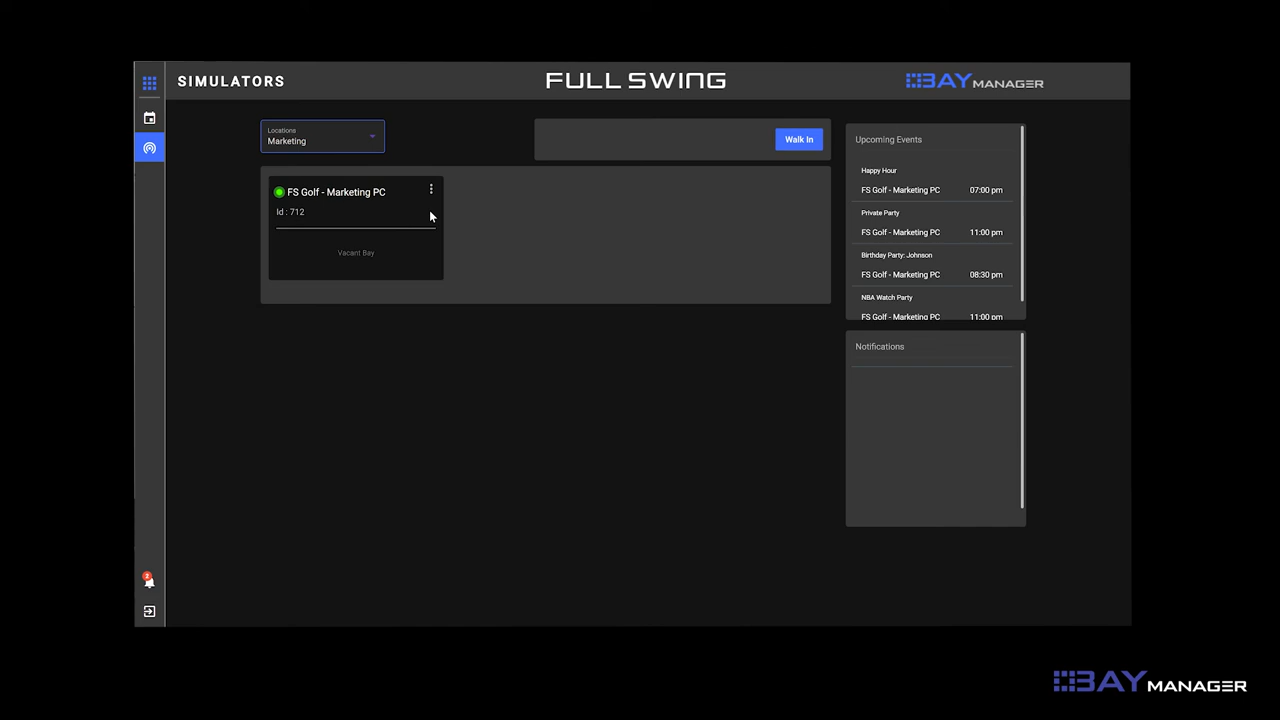 SIMULATORS
FULL SWING
BAY MANAGER
Locations
Marketing
Walk In
FS Golf - Marketing PC
Id : 712
Vacant Bay
Upcoming Events
Happy Hour
FS Golf - Marketing PC 07:00 pm
Private Party
FS Golf - Marketing PC 11:00 pm
Birthday Party: Johnson
FS Golf - Marketing PC 08:30 pm
NBA Watch Party
FS Golf - Marketing PC 11:00 pm
Notifications
2
BAY MANAGER